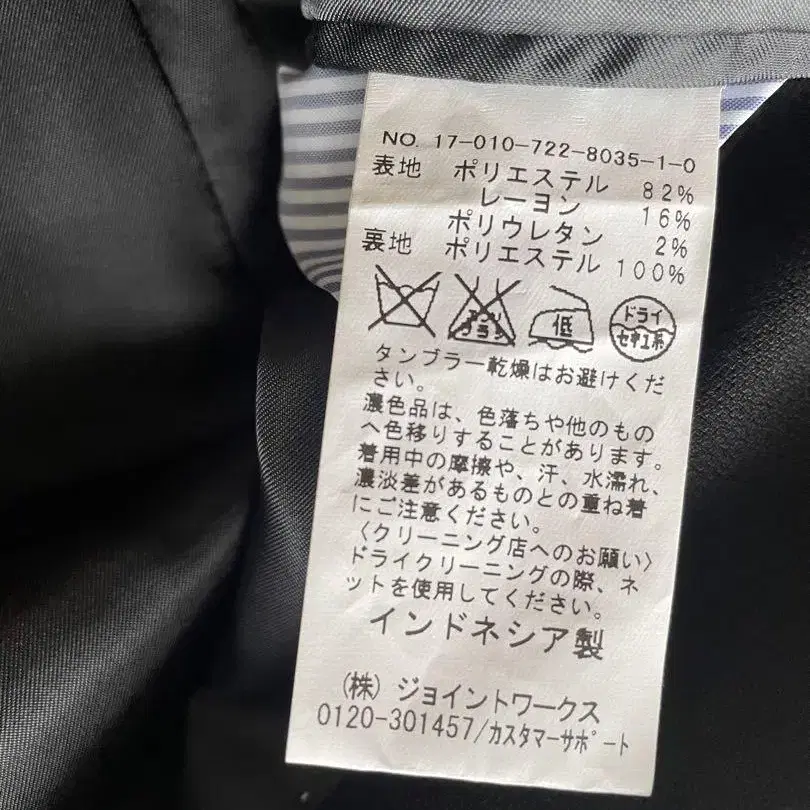 NO. 17-010-722-8035-1-0
表地 ポリエステル 82%
レーヨン 16%
ポリウレタン 2%
裏地 ポリエステル 100%
エンソ 低 ドライ
サラシ セキユ系
タンブラー乾燥はお避けくだ
さい。
濃色品は、色落ちや他のもの
へ色移りすることがあります。
着用中の摩擦や、汗、水濡れ、
濃淡差があるものとの重ね着
にご注意ください。
〈クリーニング店へのお願い〉
ドライクリーニングの際、ネ
ットを使用してください。
インドネシア製
(株) ジョイントワークス
0120-301457/カスタマーサポート